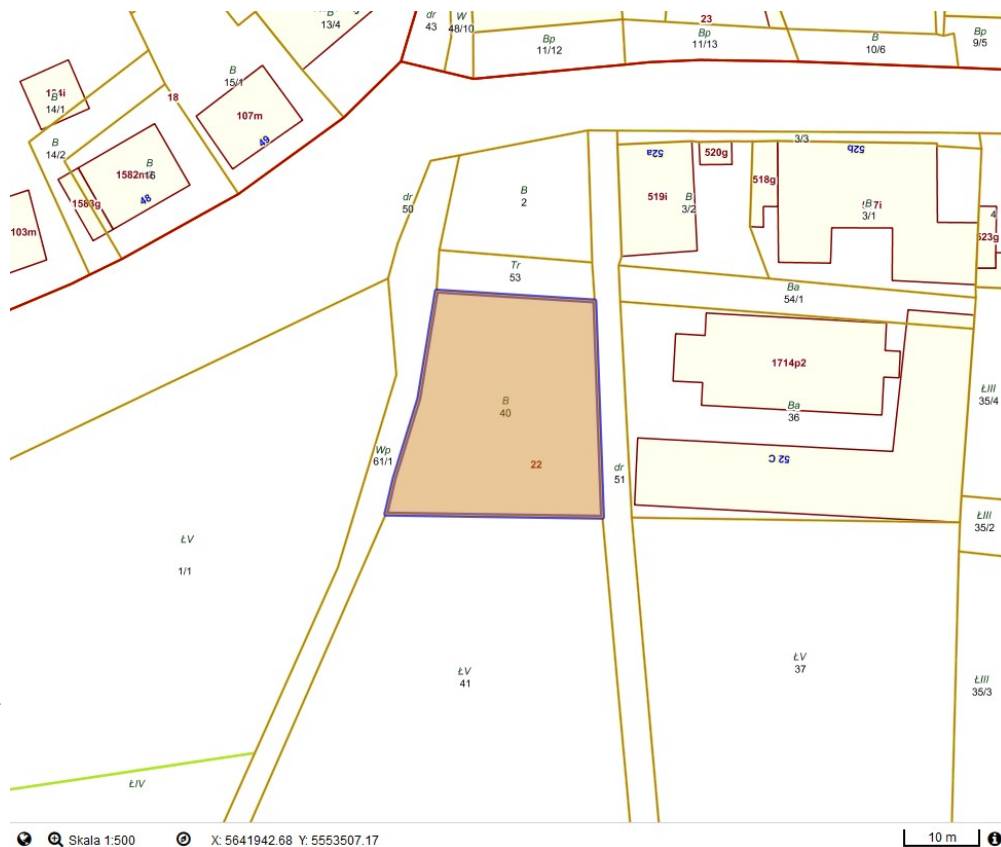 13/4
dr
43
W
48/10
23
Bp
11/12
Bp
11/13
B
10/6
Bp
9/5
B
15/1
18
B
14/1
107m
49
B
14/2
B
1583g
48
103m
dr
50
B
2
3/3
52a
520g
52b
518g
519i
B
3/2
B
3/1
4
523g
Tr
53
Ba
54/1
1714p2
Ba
36
ŁIII
35/4
B
40
22
Wp
61/1
dr
51
52 C
ŁIII
35/2
ŁV
1/1
ŁV
41
ŁV
37
ŁIII
35/3
ŁIV
Skala 1:500
X: 5641942.68 Y: 5553507.17
10 m